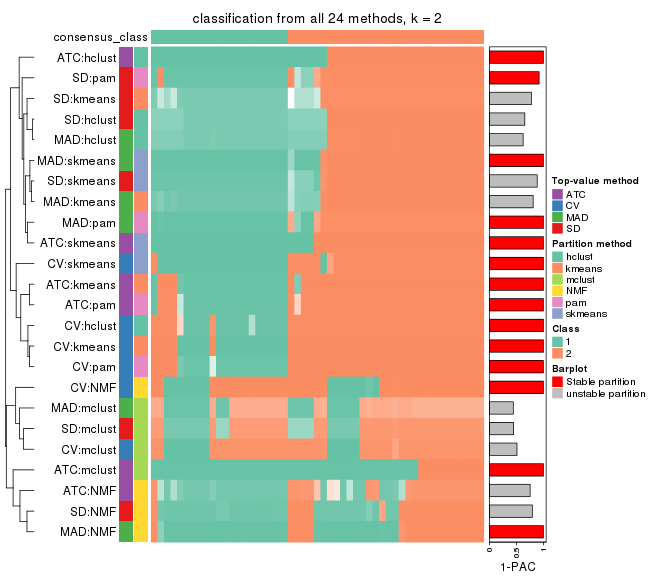 classification from all 24 methods, k = 2
consensus_class
ATC:hclust
SD:pam
SD:kmeans
SD:hclust
MAD:hclust
MAD:skmeans
SD:skmeans
MAD:kmeans
MAD:pam
ATC:skmeans
CV:skmeans
ATC:kmeans
ATC:pam
CV:hclust
CV:kmeans
CV:pam
CV:NMF
MAD:mclust
SD:mclust
CV:mclust
ATC:mclust
ATC:NMF
SD:NMF
MAD:NMF
0
0.5
1
1-PAC
Top-value method
ATC
CV
MAD
SD
Partition method
hclust
kmeans
mclust
NMF
pam
skmeans
Class
1
2
Barplot
Stable partition
unstable partition